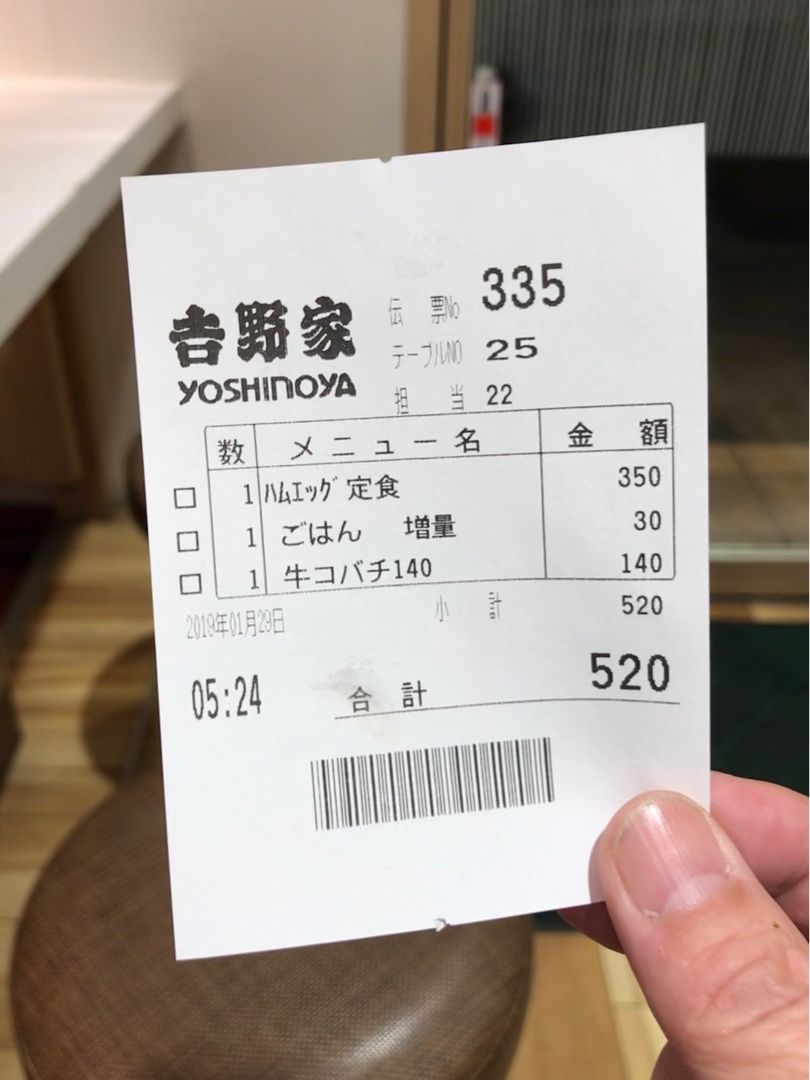 吉野家
YOSHINOYA
伝 票No 335
テーブルNO 25
担 当 22
数 メニュー名 金 額
□ 1 ﾊﾑｴｯｸﾞ 定食 350
□ 1 ごはん 増量 30
□ 1 牛コバチ140 140
2019年01月29日 小 計 520
05:24 合 計 520